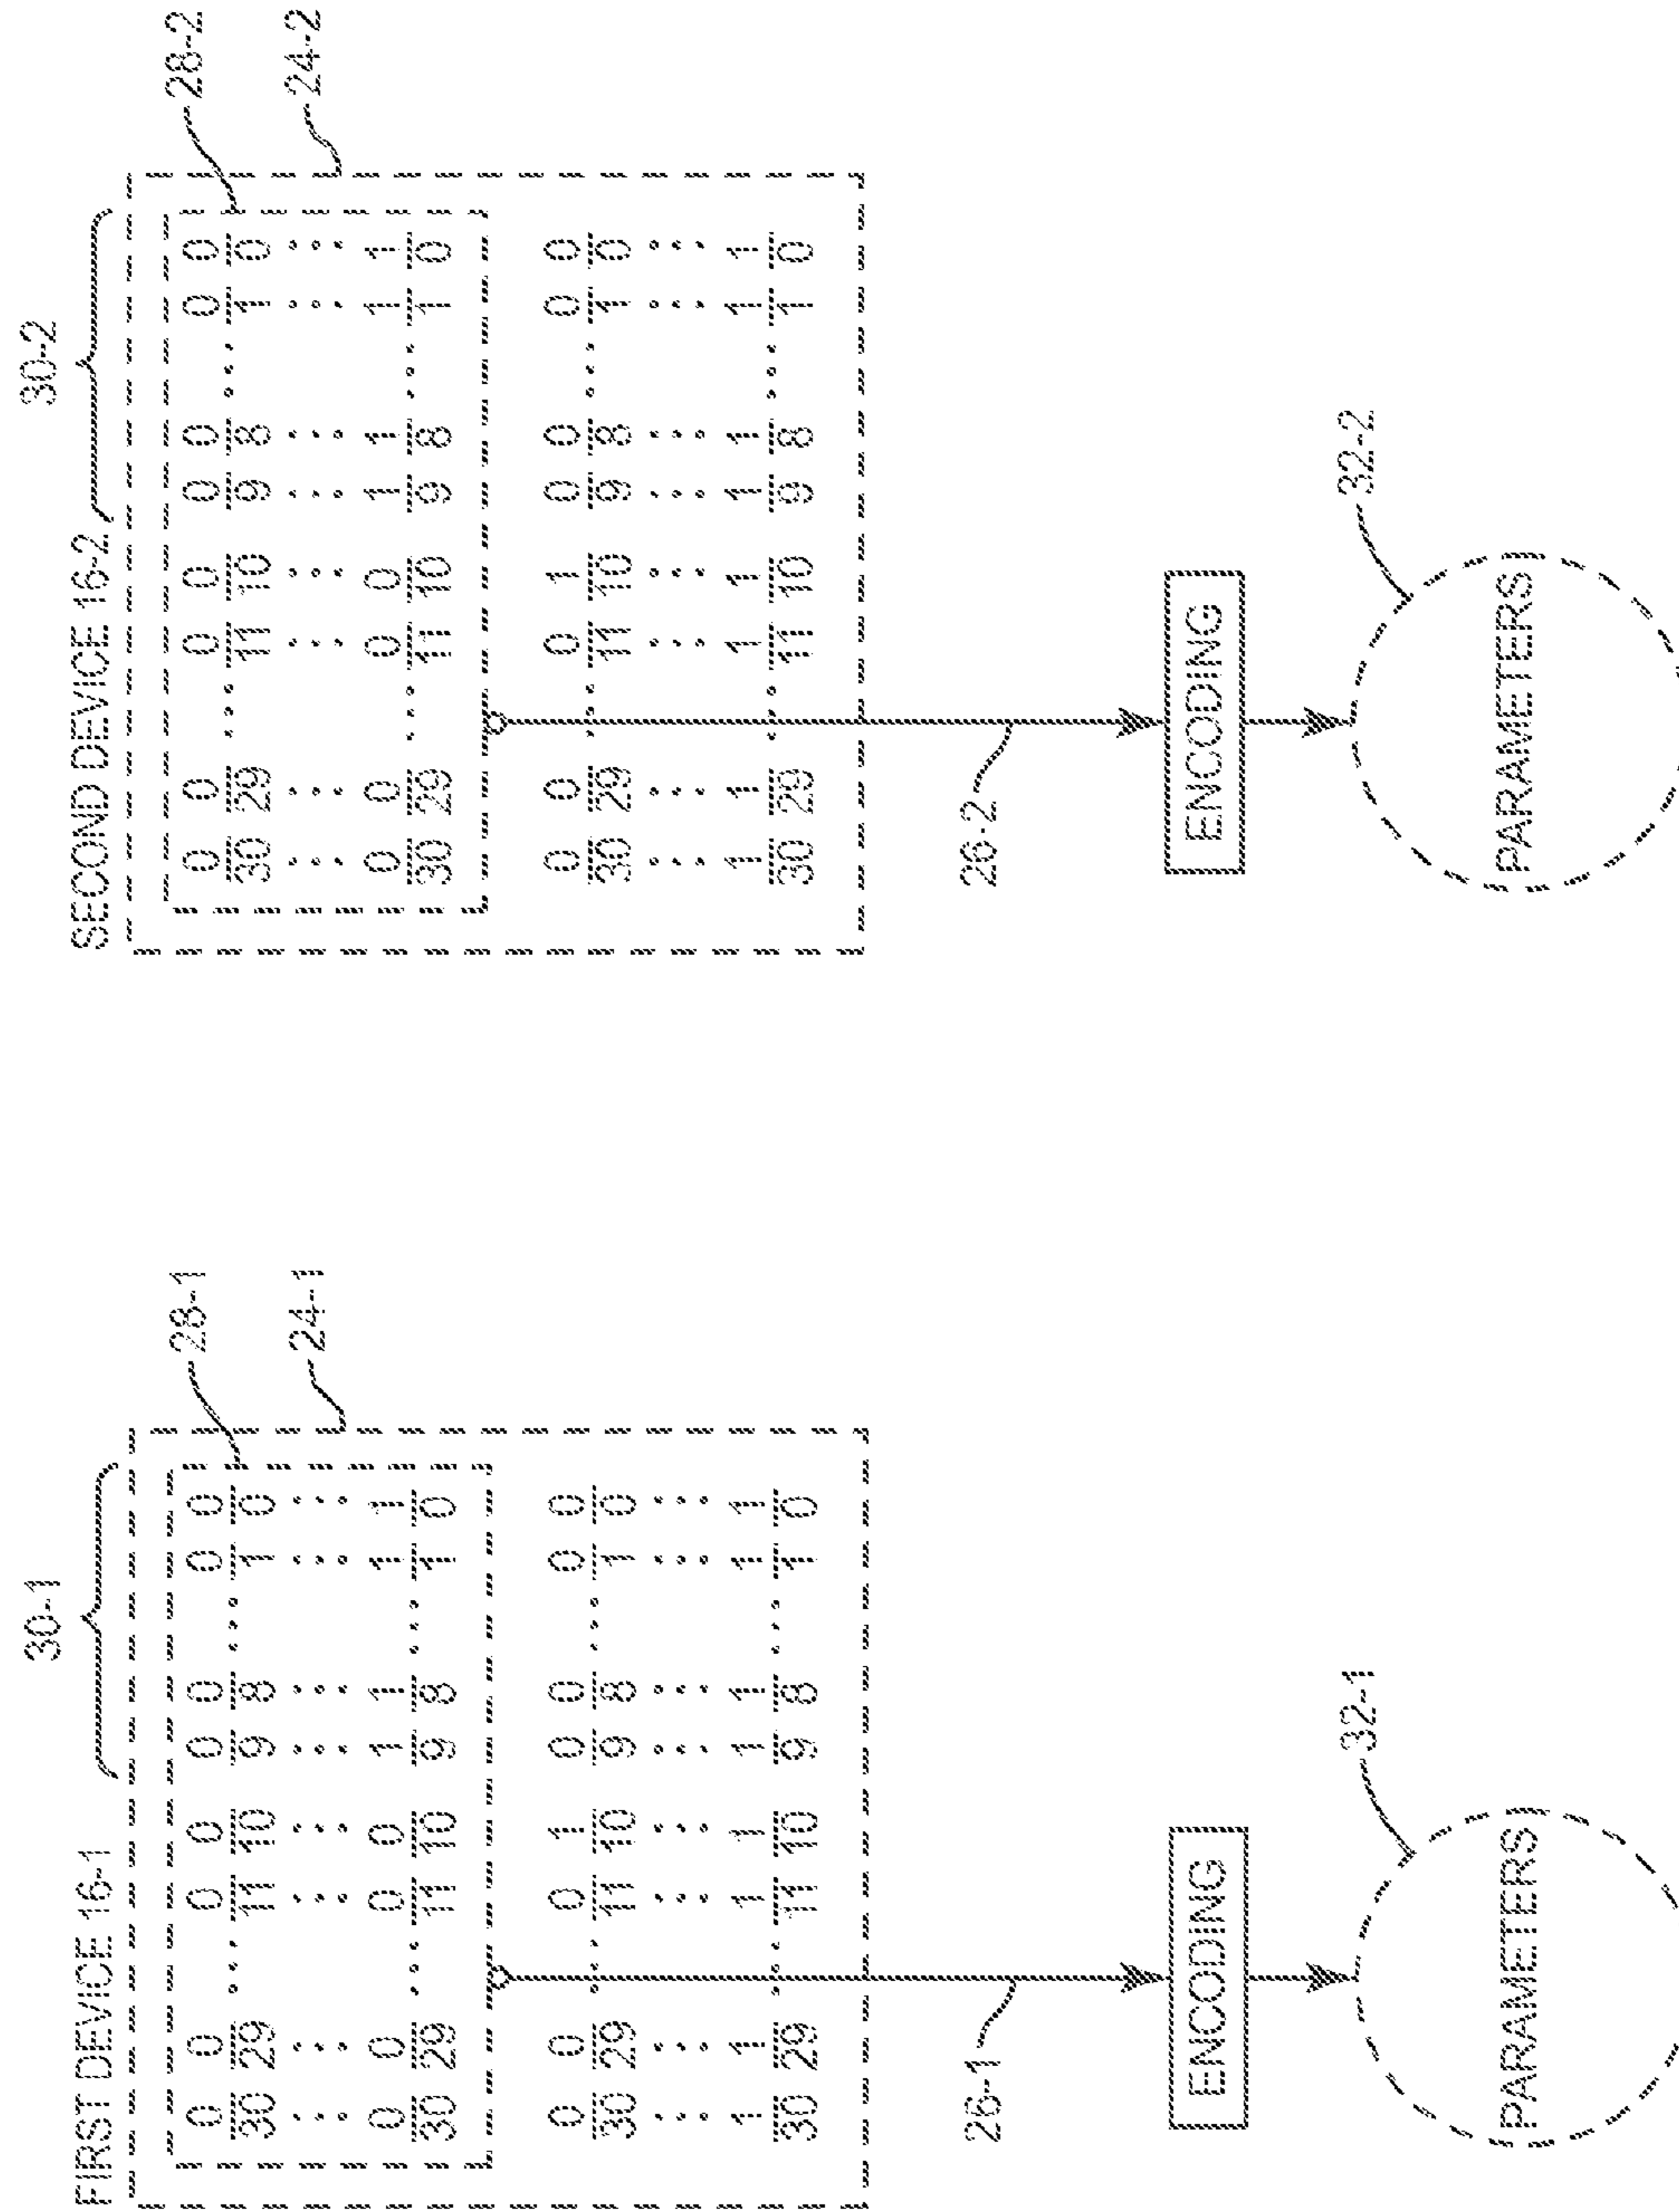 30-1
FIRST DEVICE 16-1
28-1
24-1
0 0 0 0 0 0 0 0
30 29 ... 11 10 9 8 ... 1 0
0 0 0 0 1 1 1 1
30 29 ... 11 10 9 8 ... 1 0
0 0 0 1 0 0 0 0
30 29 ... 11 10 9 8 ... 1 0
1 1 1 1 1 1 1 1
30 29 ... 11 10 9 8 ... 1 0
26-1
ENCODING
32-1
PARAMETERS
30-2
SECOND DEVICE 16-2
28-2
24-2
0 0 0 0 0 0 0 0
30 29 ... 11 10 9 8 ... 1 0
0 0 0 0 1 1 1 1
30 29 ... 11 10 9 8 ... 1 0
0 0 0 1 0 0 0 0
30 29 ... 11 10 9 8 ... 1 0
1 1 1 1 1 1 1 1
30 29 ... 11 10 9 8 ... 1 0
26-2
ENCODING
32-2
PARAMETERS